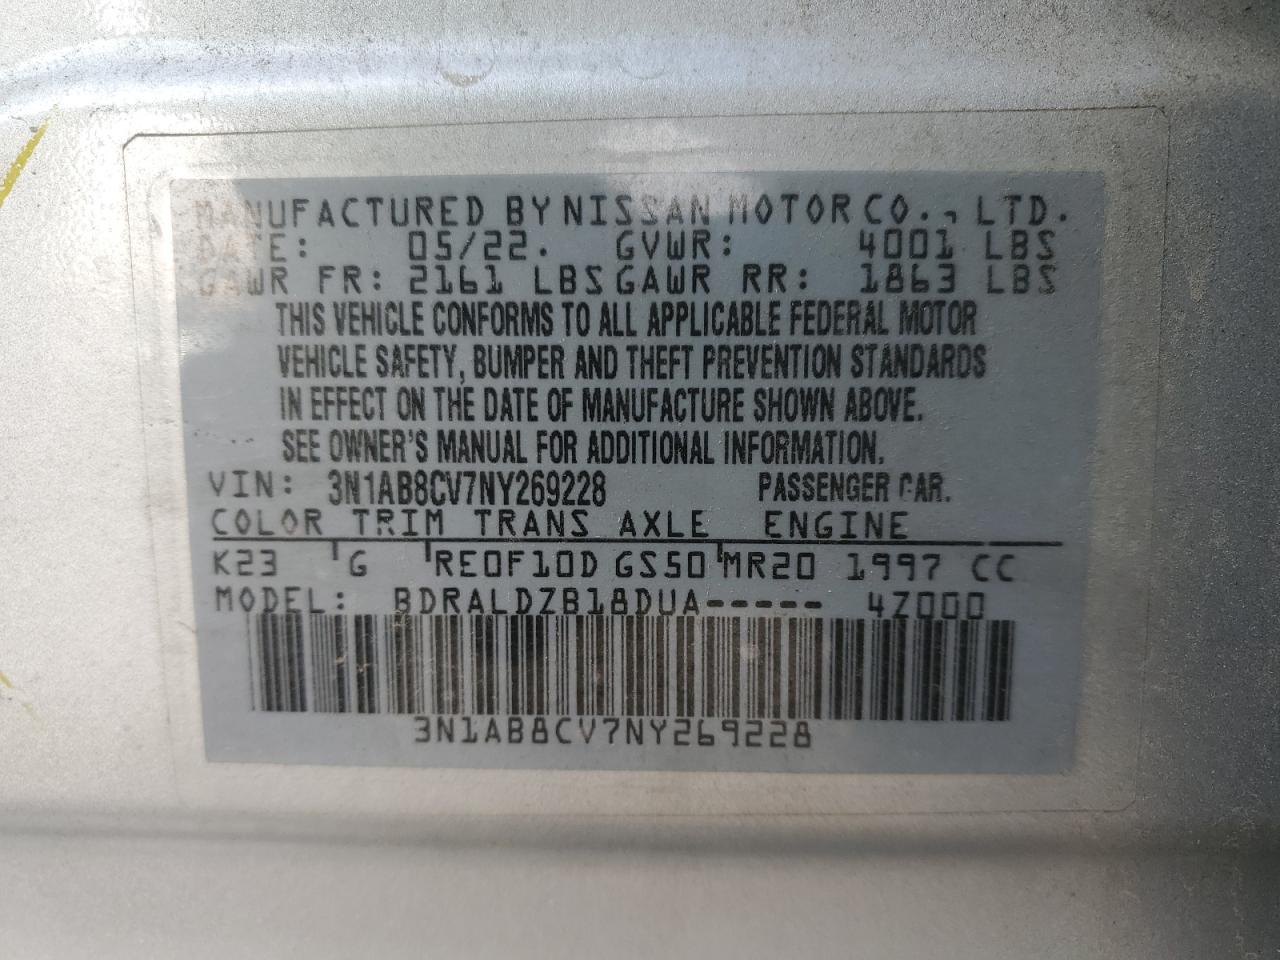 MANUFACTURED BY NISSAN MOTOR CO., LTD.
DATE: 05/22. GVWR: 4001 LBS
GAWR FR: 2161 LBS GAWR RR: 1863 LBS
THIS VEHICLE CONFORMS TO ALL APPLICABLE FEDERAL MOTOR
VEHICLE SAFETY, BUMPER AND THEFT PREVENTION STANDARDS
IN EFFECT ON THE DATE OF MANUFACTURE SHOWN ABOVE.
SEE OWNER'S MANUAL FOR ADDITIONAL INFORMATION.
VIN: 3N1AB8CV7NY269228 PASSENGER CAR.
COLOR TRIM TRANS AXLE ENGINE
K23 G RE0F10D GS50 MR20 1997 CC
MODEL: BDRALDZB18DUA----- 4Z000
3N1AB8CV7NY269228